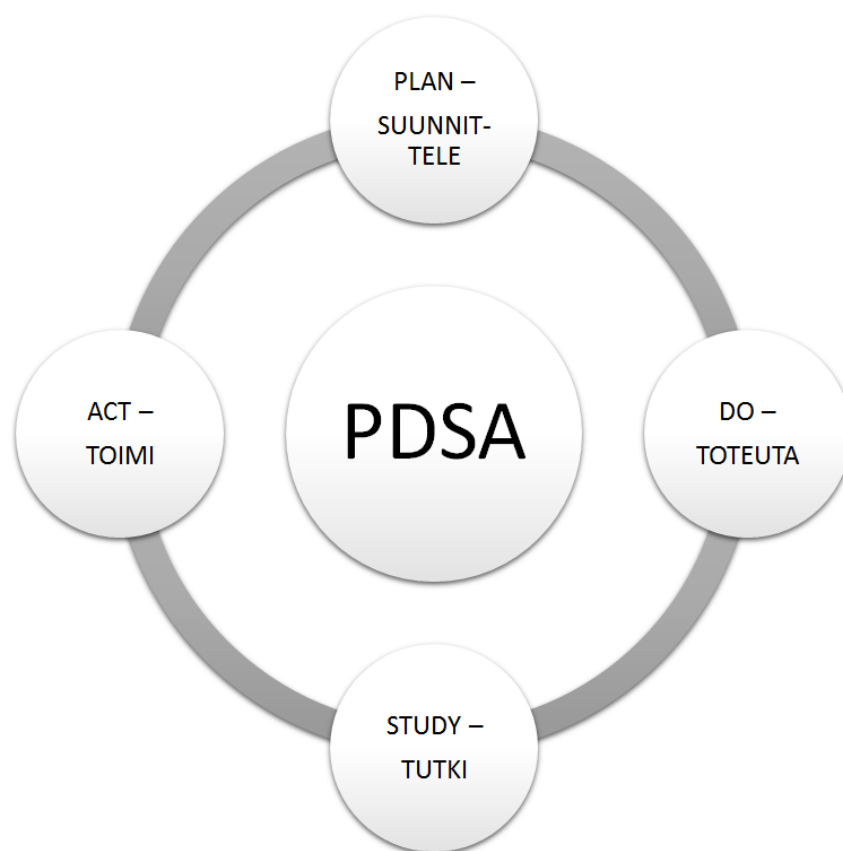 PLAN –
SUUNNIT-
TELE
ACT –
TOIMI
PDSA
DO –
TOTEUTA
STUDY –
TUTKI